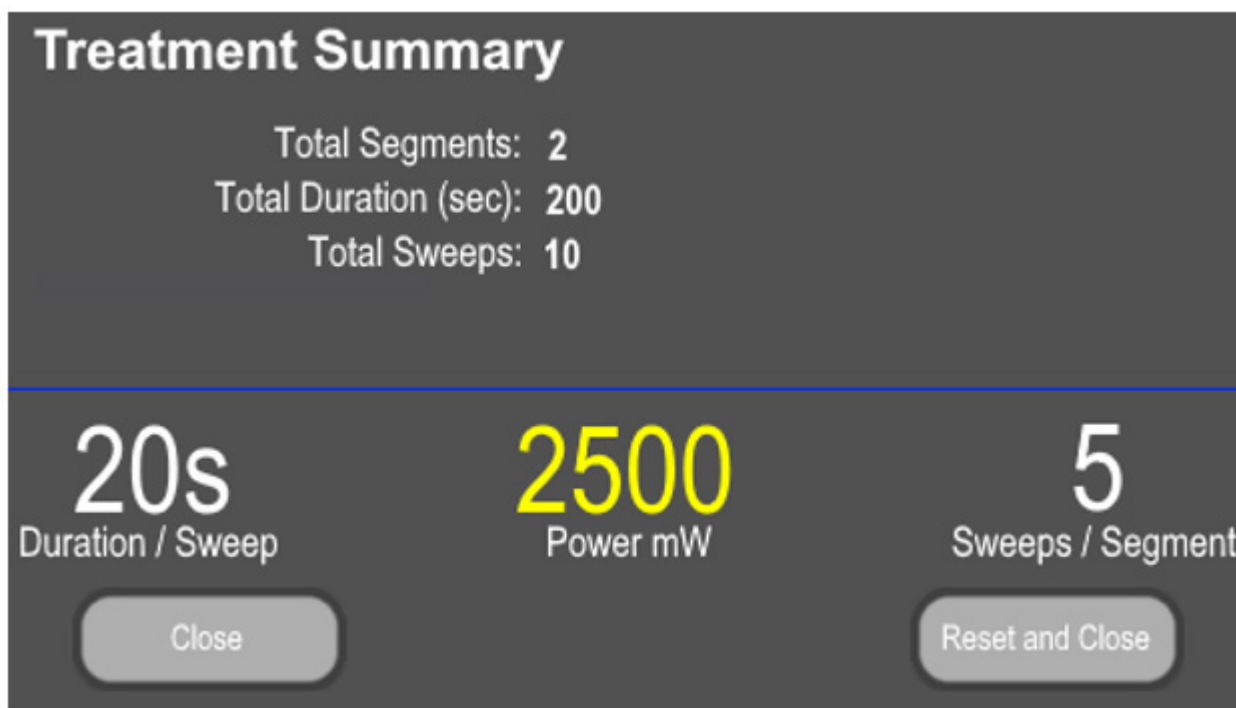 Treatment Summary
Total Segments: 2
Total Duration (sec): 200
Total Sweeps: 10
20s 2500 5
Duration / Sweep Power mW Sweeps / Segment
Close Reset and Close